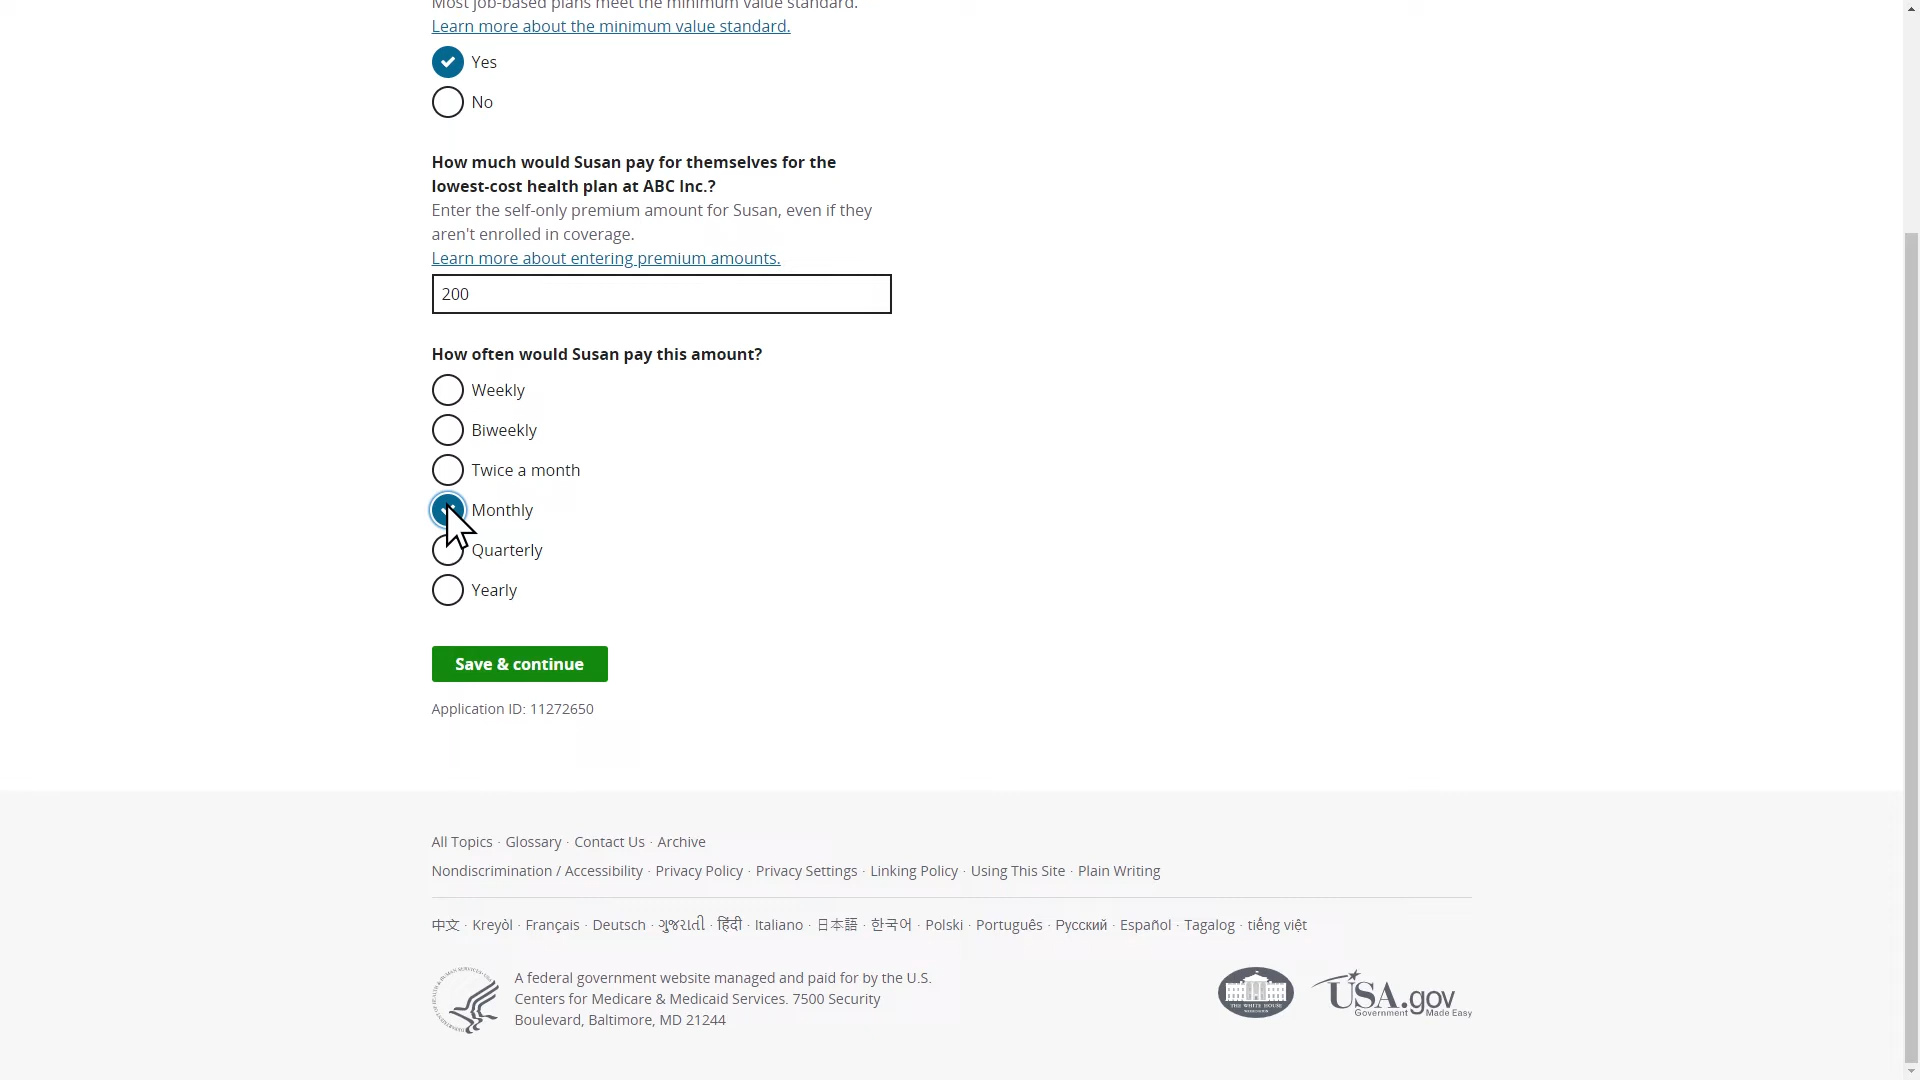 Most job-based plans meet the minimum value standard.
Learn more about the minimum value standard.
Yes
No
How much would Susan pay for themselves for the
lowest-cost health plan at ABC Inc.?
Enter the self-only premium amount for Susan, even if they
aren't enrolled in coverage.
Learn more about entering premium amounts.
200
How often would Susan pay this amount?
Weekly
Biweekly
Twice a month
Monthly
Quarterly
Yearly
Save & continue
Application ID: 11272650
All Topics · Glossary · Contact Us · Archive
Nondiscrimination / Accessibility · Privacy Policy · Privacy Settings · Linking Policy · Using This Site · Plain Writing
中文 · Kreyòl · Français · Deutsch · ગુજરાતી · हिंदी · Italiano · 日本語 · 한국어 · Polski · Português · Русский · Español · Tagalog · tiếng việt
A federal government website managed and paid for by the U.S.
Centers for Medicare & Medicaid Services. 7500 Security
Boulevard, Baltimore, MD 21244
THE WHITE HOUSE
WASHINGTON
USA.gov
Government Made Easy